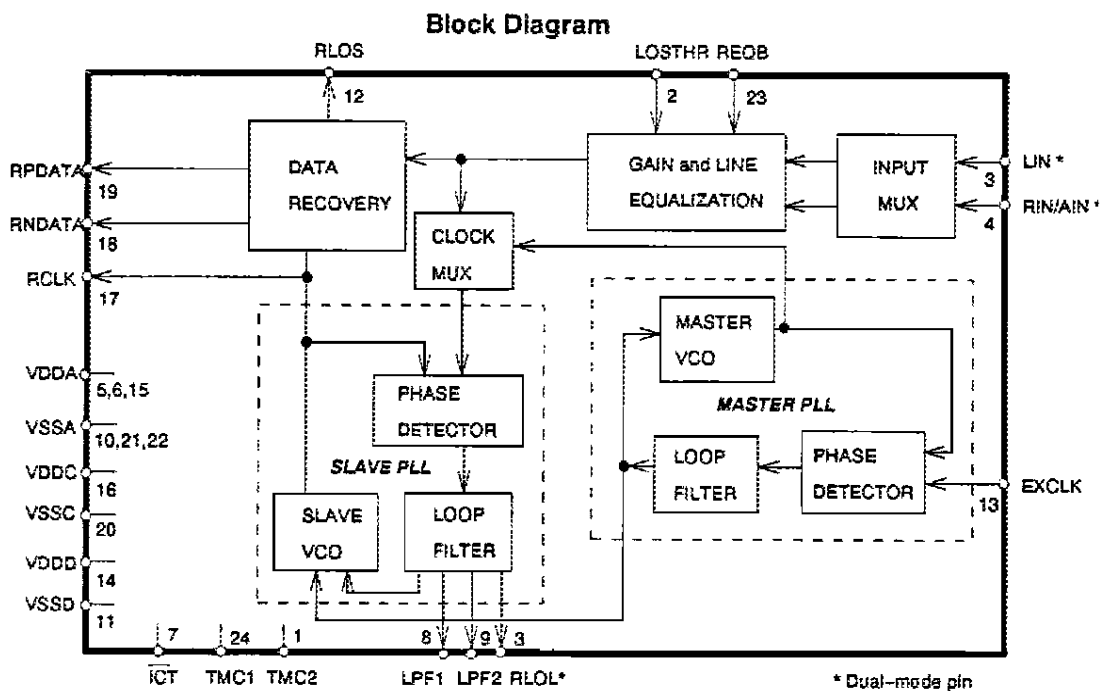 Block Diagram
RLOS
LOSTHR REQB
12
2
23
DATA
RECOVERY
GAIN and LINE
EQUALIZATION
INPUT
MUX
LIN *
3
RIN/AIN *
4
RPDATA
19
RNDATA
18
RCLK
17
CLOCK
MUX
MASTER
VCO
MASTER PLL
LOOP
FILTER
PHASE
DETECTOR
EXCLK
13
VDDA
5,6,15
VSSA
10,21,22
VDDC
16
VSSC
20
VDDD
14
VSSD
11
PHASE
DETECTOR
SLAVE PLL
SLAVE
VCO
LOOP
FILTER
7
24
1
8
9
3
ICT
TMC1
TMC2
LPF1 LPF2 RLOL*
* Dual-mode pin